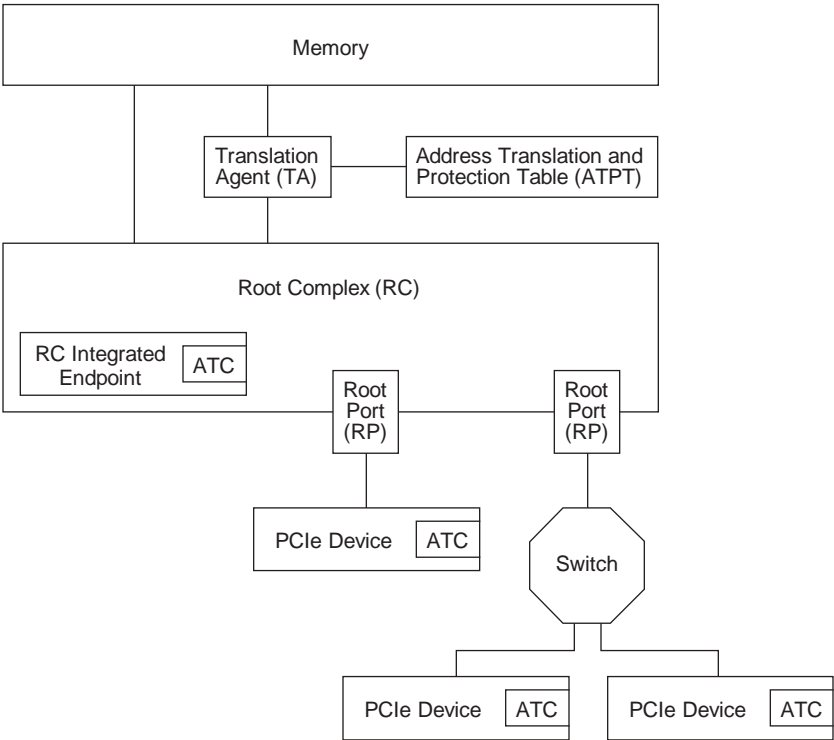 Memory
Translation
Agent (TA)
Address Translation and
Protection Table (ATPT)
Root Complex (RC)
RC Integrated
Endpoint
ATC
Root
Port
(RP)
Root
Port
(RP)
PCIe Device
ATC
Switch
PCIe Device
ATC
PCIe Device
ATC